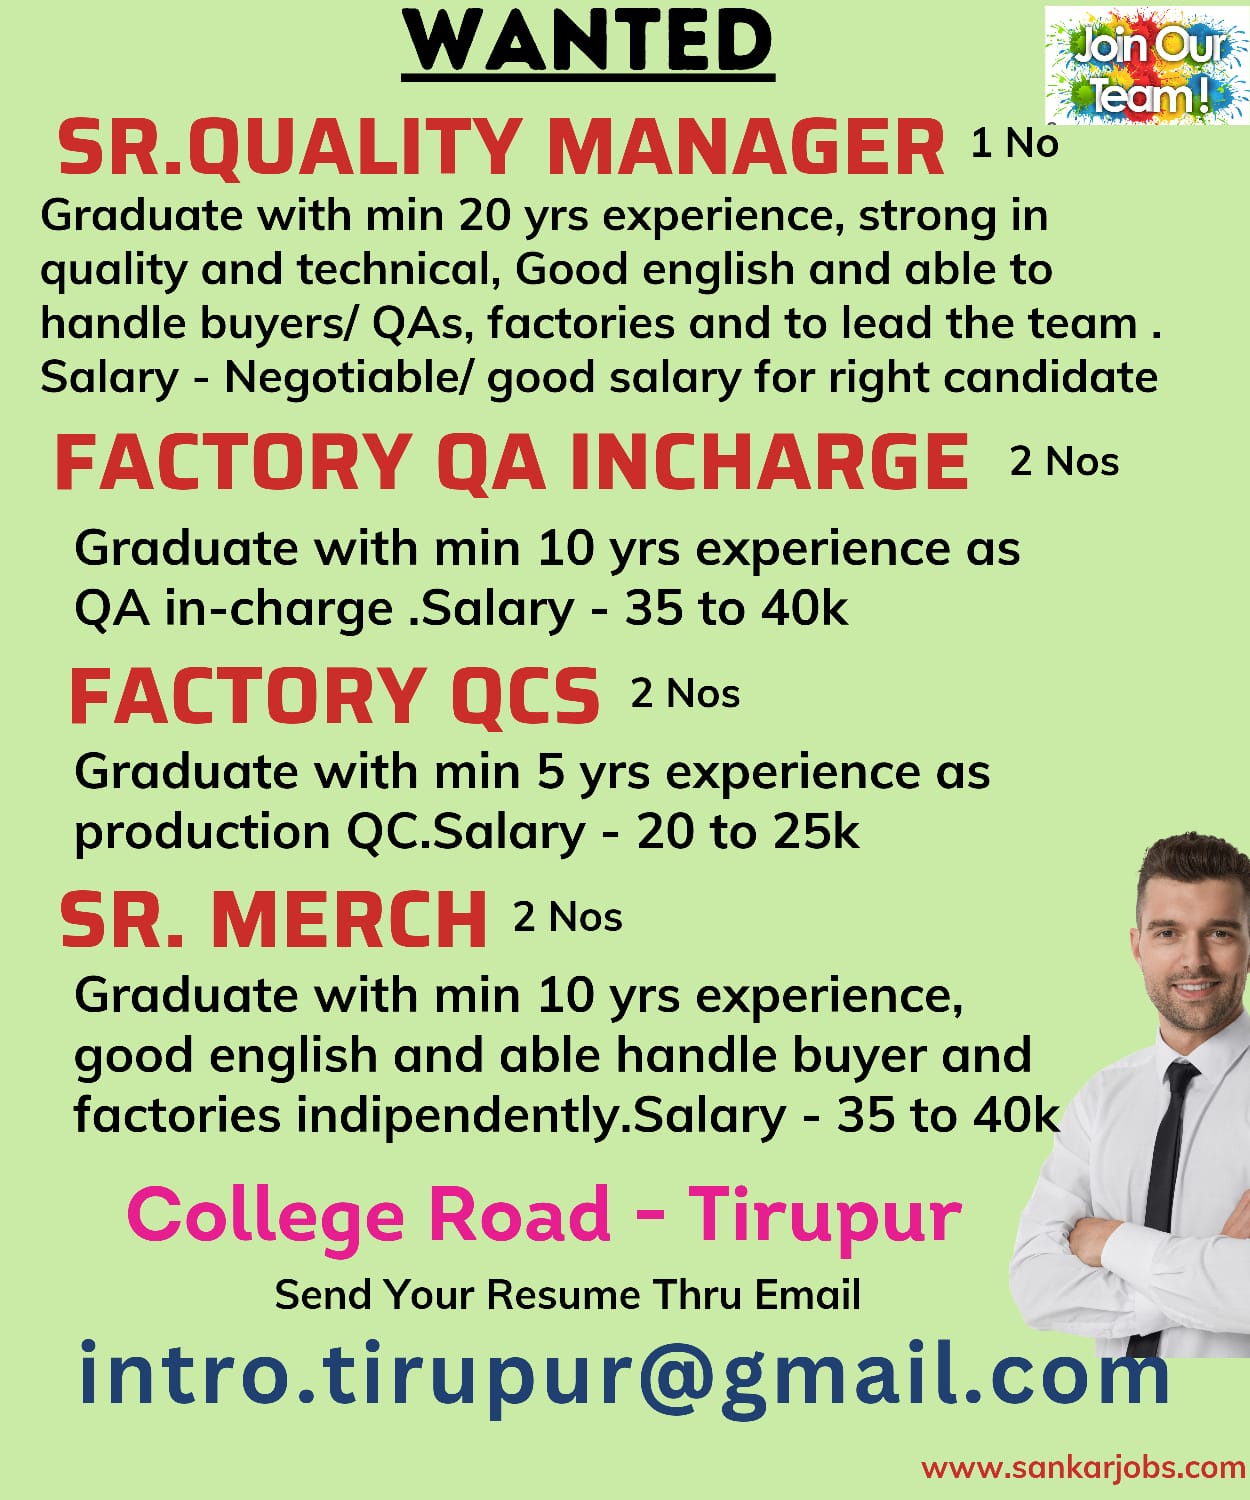 WANTED
Join Our
Team!
SR.QUALITY MANAGER 1 No
Graduate with min 20 yrs experience, strong in
quality and technical, Good english and able to
handle buyers/ QAs, factories and to lead the team .
Salary - Negotiable/ good salary for right candidate
FACTORY QA INCHARGE 2 Nos
Graduate with min 10 yrs experience as
QA in-charge .Salary - 35 to 40k
FACTORY QCS 2 Nos
Graduate with min 5 yrs experience as
production QC.Salary - 20 to 25k
SR. MERCH 2 Nos
Graduate with min 10 yrs experience,
good english and able handle buyer and
factories indipendently.Salary - 35 to 40k
College Road - Tirupur
Send Your Resume Thru Email
intro.tirupur@gmail.com
www.sankarjobs.com